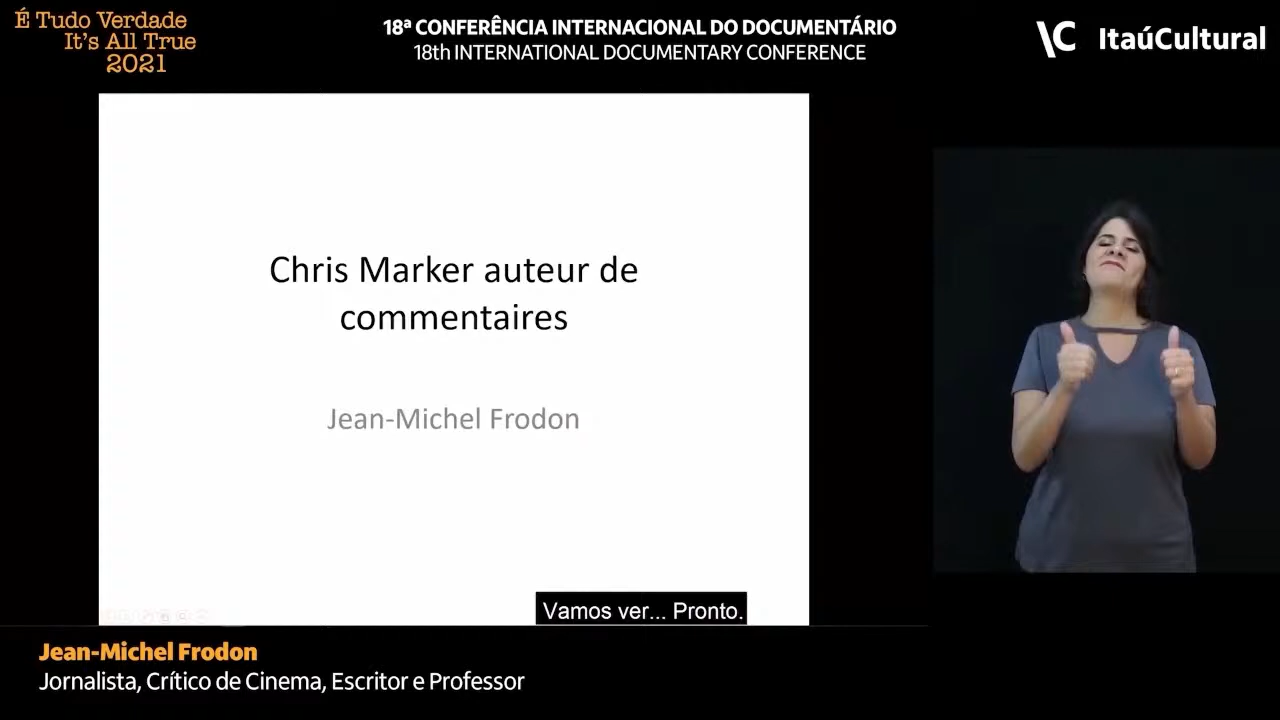 É Tudo Verdade
It's All True
2021
18ª CONFERÊNCIA INTERNACIONAL DO DOCUMENTÁRIO
18th INTERNATIONAL DOCUMENTARY CONFERENCE
\C ItaúCultural
Chris Marker auteur de
commentaires
Jean-Michel Frodon
Vamos ver... Pronto.
Jean-Michel Frodon
Jornalista, Crítico de Cinema, Escritor e Professor